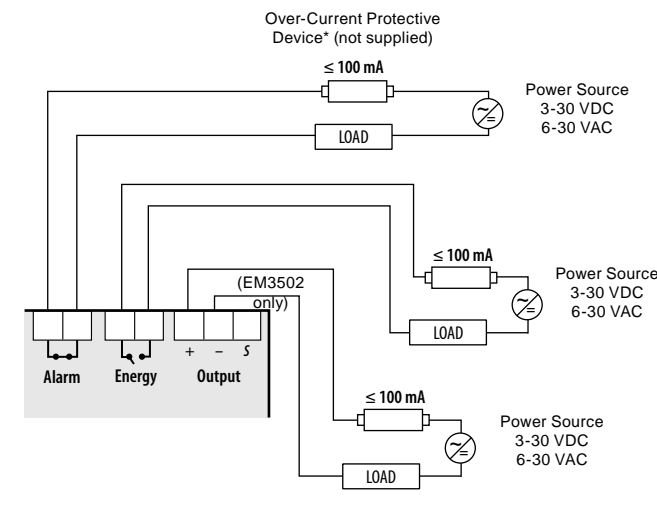 Over-Current Protective
Device* (not supplied)
≤ 100 mA
Power Source
3-30 VDC
6-30 VAC
LOAD
≤ 100 mA
Power Source
3-30 VDC
6-30 VAC
LOAD
(EM3502
only)
+ – S
Alarm Energy Output
≤ 100 mA
Power Source
3-30 VDC
6-30 VAC
LOAD